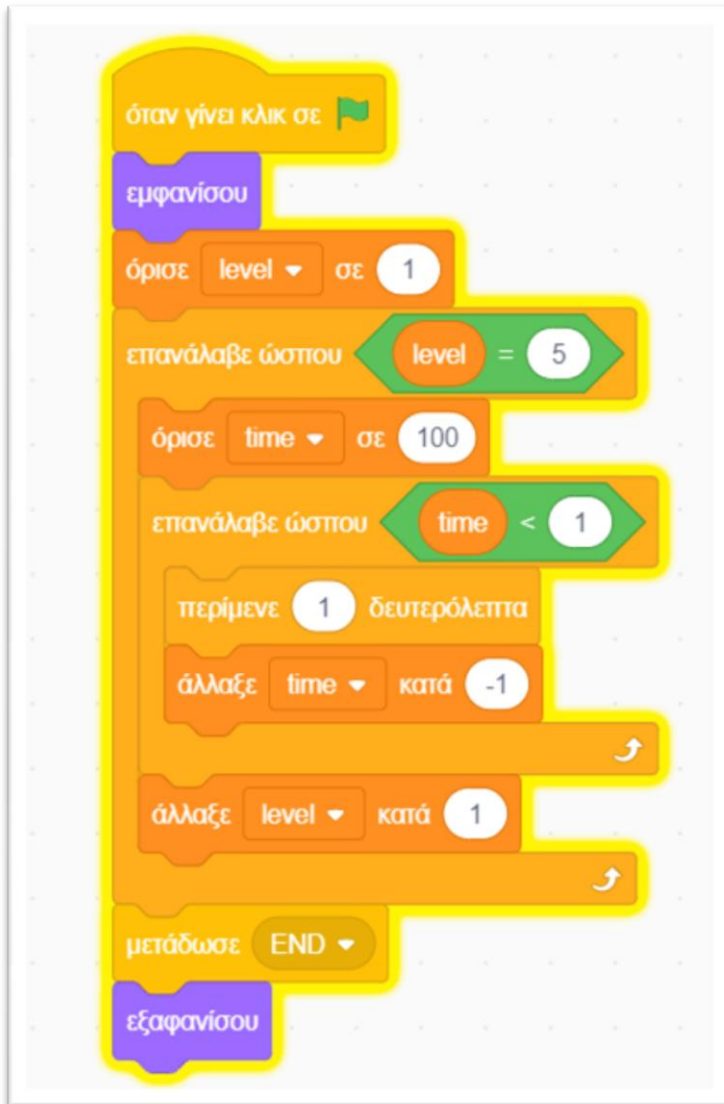 όταν γίνει κλικ σε
εμφανίσου
όρισε level σε 1
επανάλαβε ώσπου level = 5
όρισε time σε 100
επανάλαβε ώσπου time < 1
περίμενε 1 δευτερόλεπτα
άλλαξε time κατά -1
άλλαξε level κατά 1
μετάδωσε END
εξαφανίσου